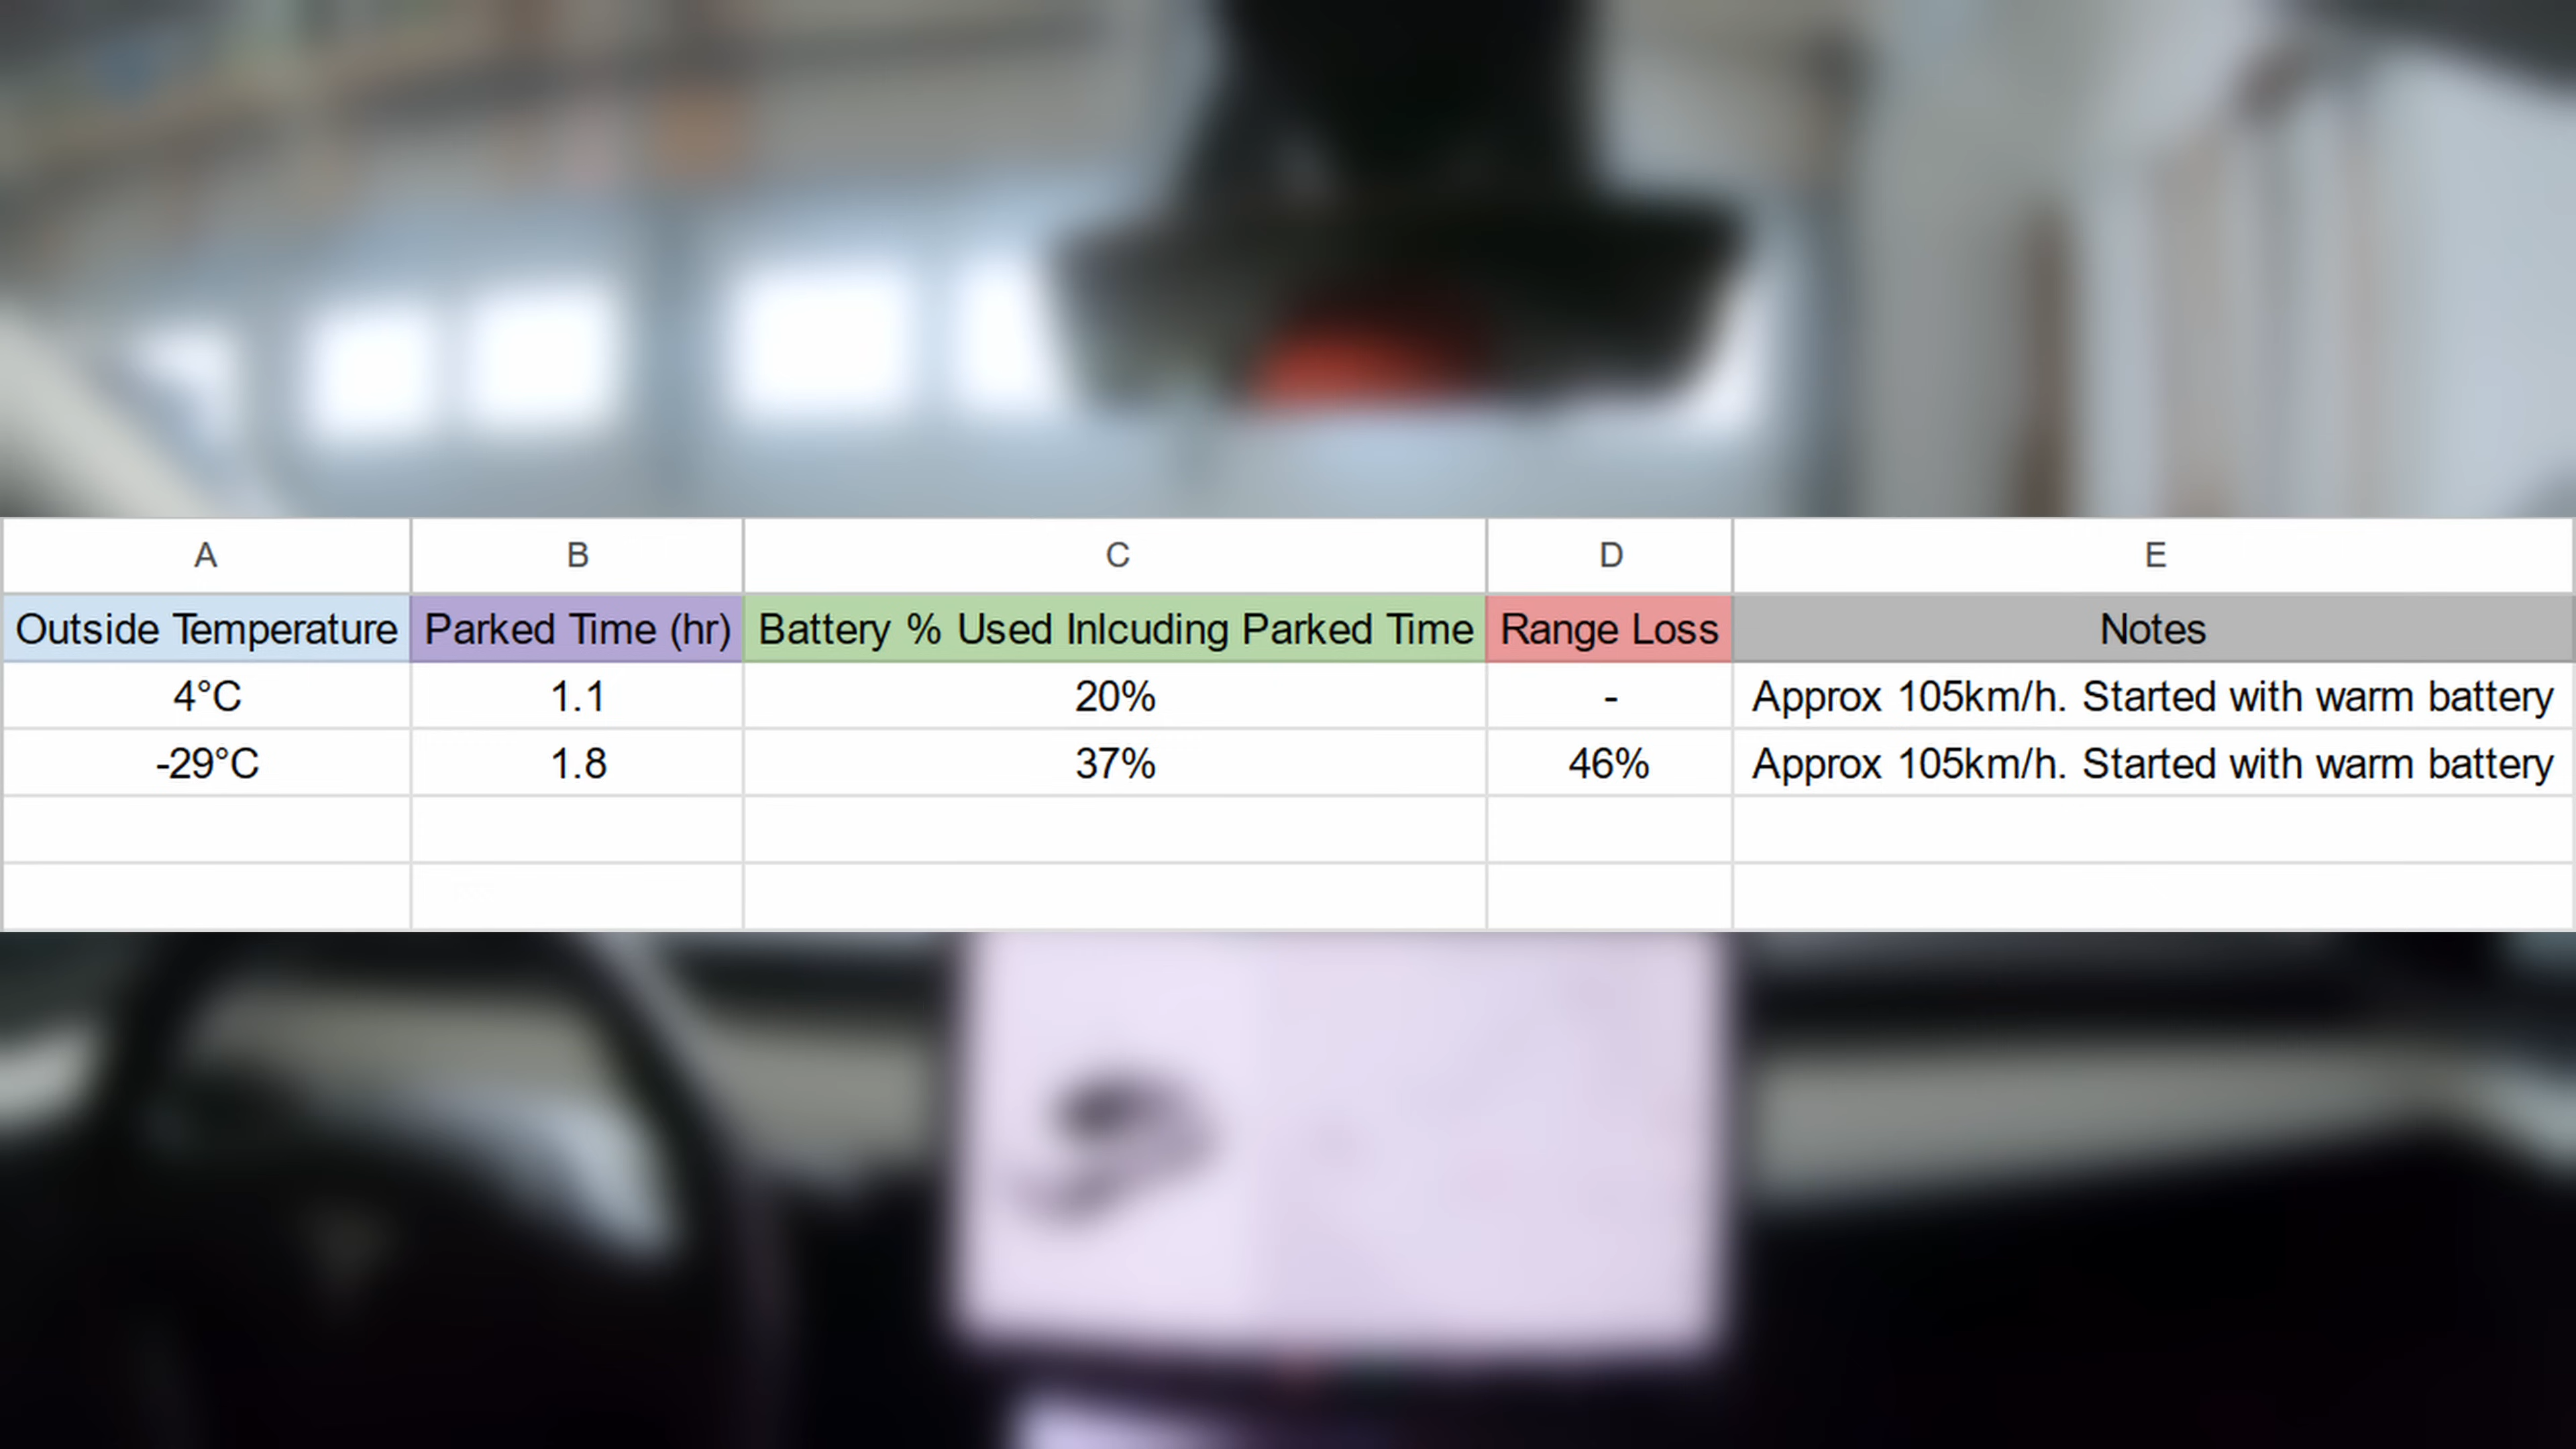 A B C D E
Outside Temperature Parked Time (hr) Battery % Used Inlcuding Parked Time Range Loss Notes
4°C 1.1 20% - Approx 105km/h. Started with warm battery
-29°C 1.8 37% 46% Approx 105km/h. Started with warm battery